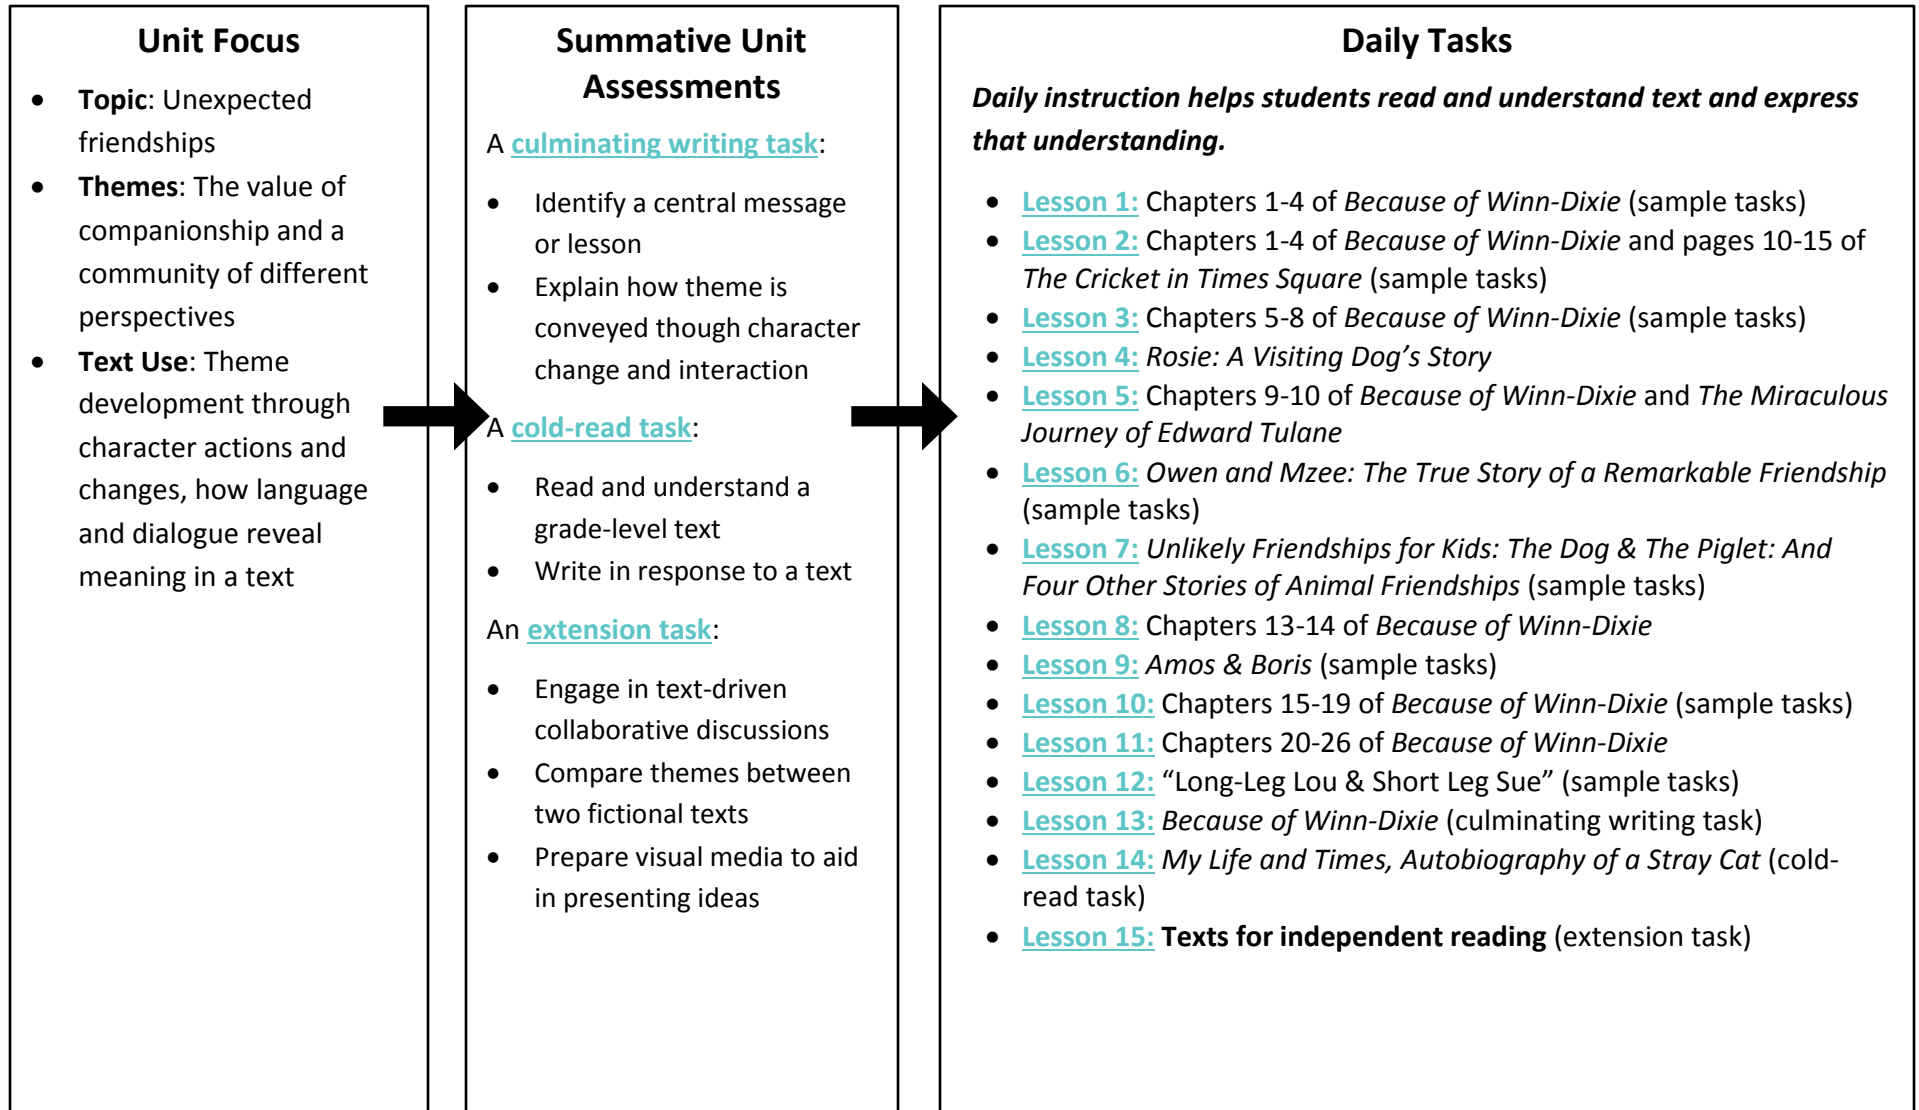 Unit Focus
• Topic: Unexpected
friendships
• Themes: The value of
companionship and a
community of different
perspectives
• Text Use: Theme
development through
character actions and
changes, how language
and dialogue reveal
meaning in a text
Summative Unit
Assessments
A culminating writing task:
• Identify a central message
or lesson
• Explain how theme is
conveyed though character
change and interaction
A cold-read task:
• Read and understand a
grade-level text
• Write in response to a text
An extension task:
• Engage in text-driven
collaborative discussions
• Compare themes between
two fictional texts
• Prepare visual media to aid
in presenting ideas
Daily Tasks
Daily instruction helps students read and understand text and express
that understanding.
• Lesson 1: Chapters 1-4 of Because of Winn-Dixie (sample tasks)
• Lesson 2: Chapters 1-4 of Because of Winn-Dixie and pages 10-15 of
The Cricket in Times Square (sample tasks)
• Lesson 3: Chapters 5-8 of Because of Winn-Dixie (sample tasks)
• Lesson 4: Rosie: A Visiting Dog’s Story
• Lesson 5: Chapters 9-10 of Because of Winn-Dixie and The Miraculous
Journey of Edward Tulane
• Lesson 6: Owen and Mzee: The True Story of a Remarkable Friendship
(sample tasks)
• Lesson 7: Unlikely Friendships for Kids: The Dog & The Piglet: And
Four Other Stories of Animal Friendships (sample tasks)
• Lesson 8: Chapters 13-14 of Because of Winn-Dixie
• Lesson 9: Amos & Boris (sample tasks)
• Lesson 10: Chapters 15-19 of Because of Winn-Dixie (sample tasks)
• Lesson 11: Chapters 20-26 of Because of Winn-Dixie
• Lesson 12: “Long-Leg Lou & Short Leg Sue” (sample tasks)
• Lesson 13: Because of Winn-Dixie (culminating writing task)
• Lesson 14: My Life and Times, Autobiography of a Stray Cat (cold-
read task)
• Lesson 15: Texts for independent reading (extension task)